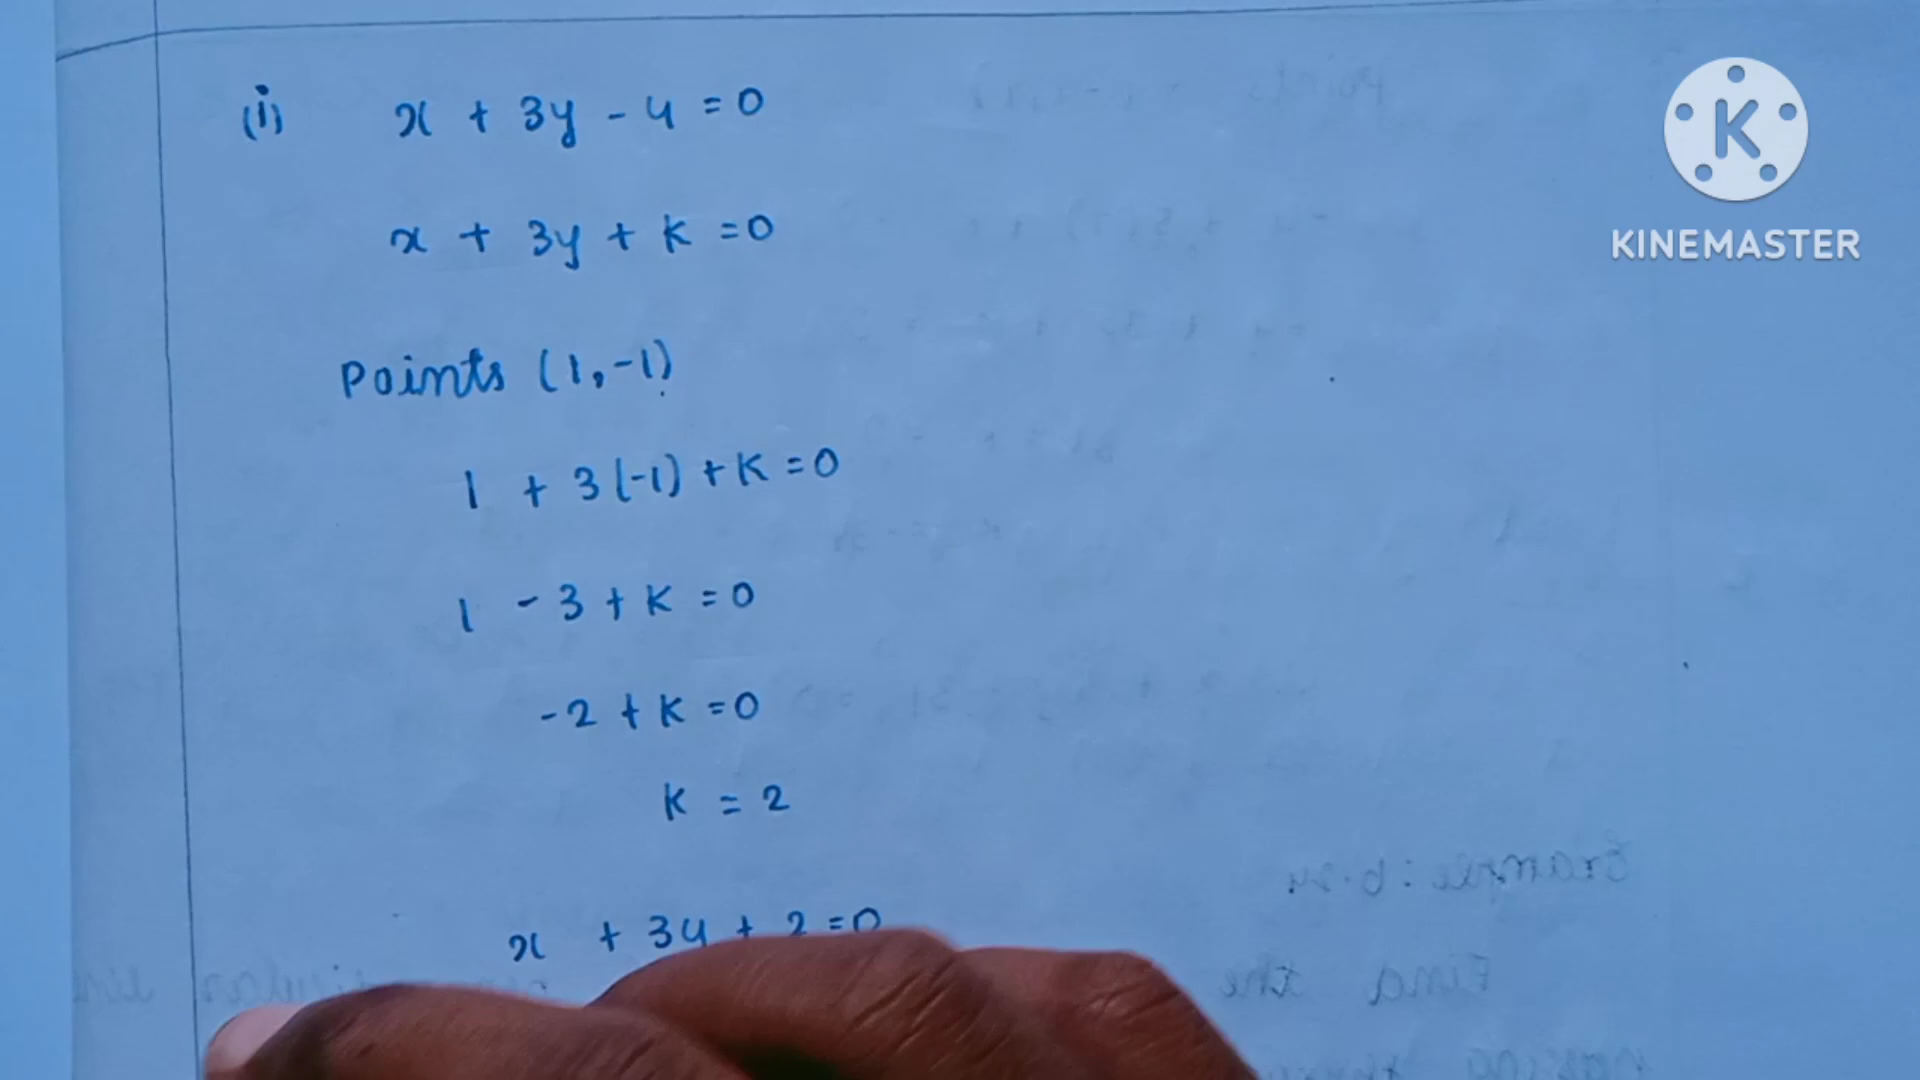 (i) x + 3y - 4 = 0
x + 3y + k = 0
Points (1, -1)
1 + 3(-1) + k = 0
1 - 3 + k = 0
-2 + k = 0
k = 2
x + 3y + 2 = 0
K
KINEMASTER